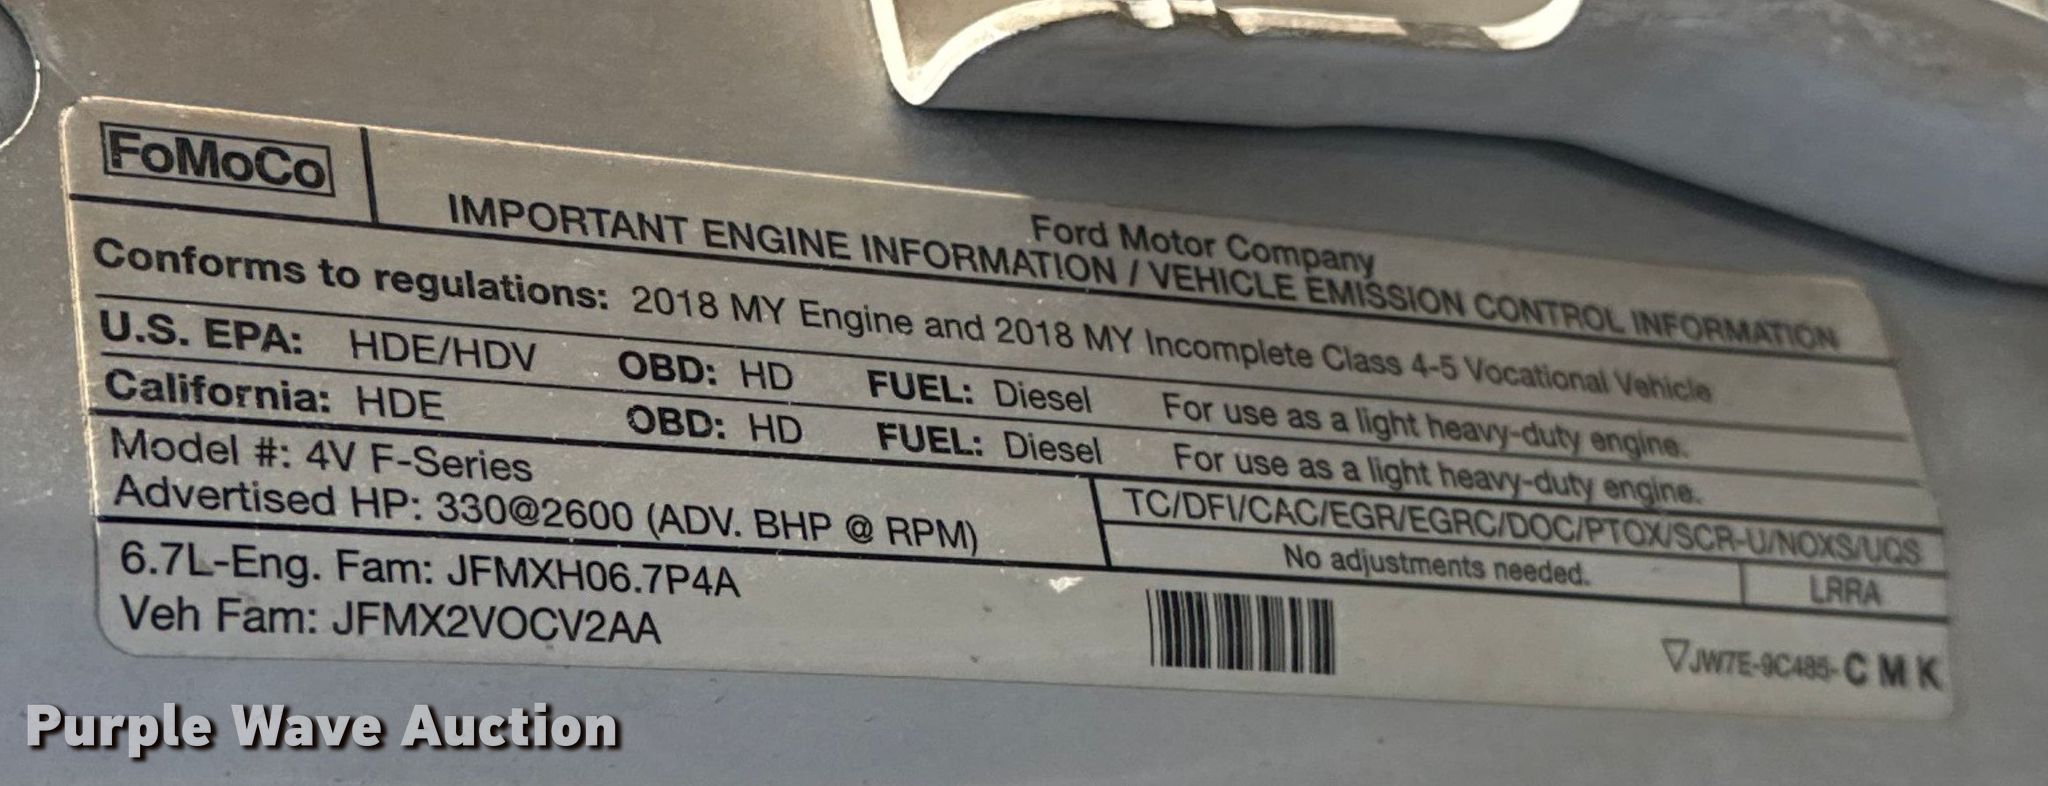 FoMoCo
Ford Motor Company
IMPORTANT ENGINE INFORMATION / VEHICLE EMISSION CONTROL INFORMATION
Conforms to regulations: 2018 MY Engine and 2018 MY Incomplete Class 4-5 Vocational Vehicle
U.S. EPA: HDE/HDV OBD: HD FUEL: Diesel For use as a light heavy-duty engine.
California: HDE OBD: HD FUEL: Diesel For use as a light heavy-duty engine.
Model #: 4V F-Series
Advertised HP: 330@2600 (ADV. BHP @ RPM)
TC/DFI/CAC/EGR/EGRC/DOC/PTOX/SCR-U/NOXS/UQS
No adjustments needed.
LRRA
6.7L-Eng. Fam: JFMXH06.7P4A
Veh Fam: JFMX2VOCV2AA
JW7E-9C485-CMK
Purple Wave Auction